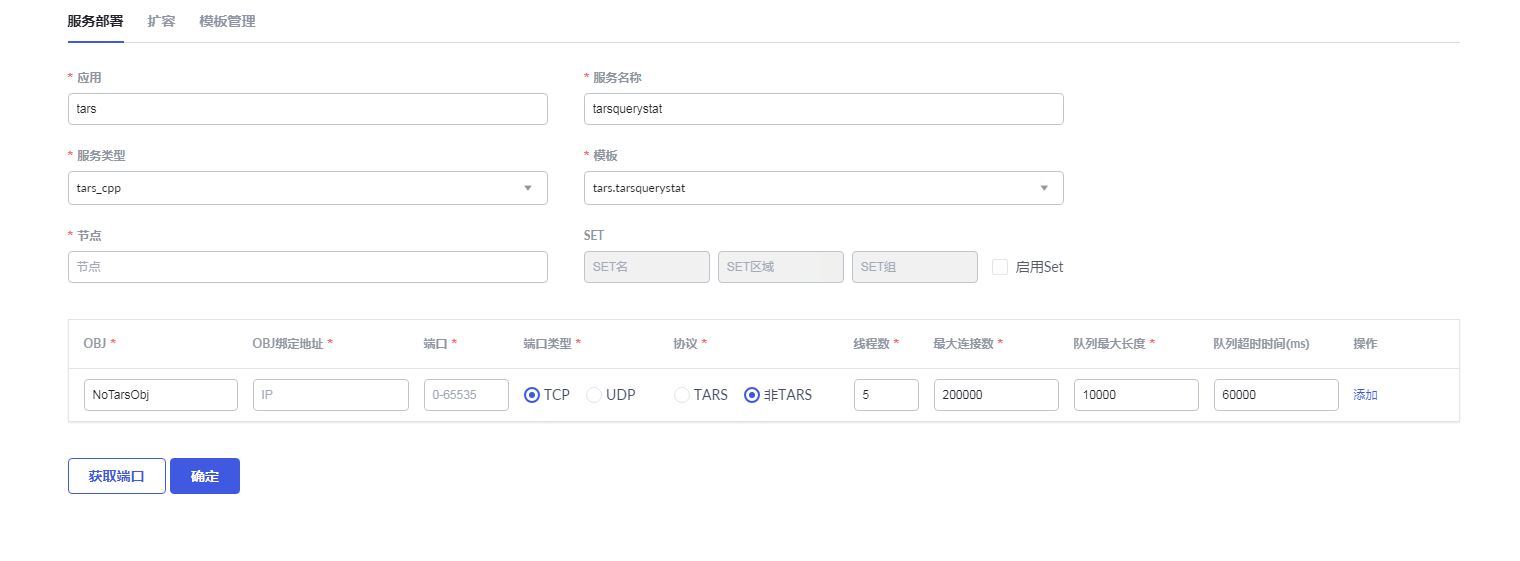 服务部署 扩容 模板管理
* 应用 * 服务名称
tars tarsquerystat
* 服务类型 * 模板
tars_cpp tars.tarsquerystat
* 节点 SET
节点 SET名 SET区域 SET组 启用Set
OBJ * OBJ绑定地址 * 端口 * 端口类型 * 协议 * 线程数 * 最大连接数 * 队列最大长度 * 队列超时时间(ms) 操作
NoTarsObj IP 0-65535 TCP UDP TARS 非TARS 5 200000 10000 60000 添加
获取端口 确定